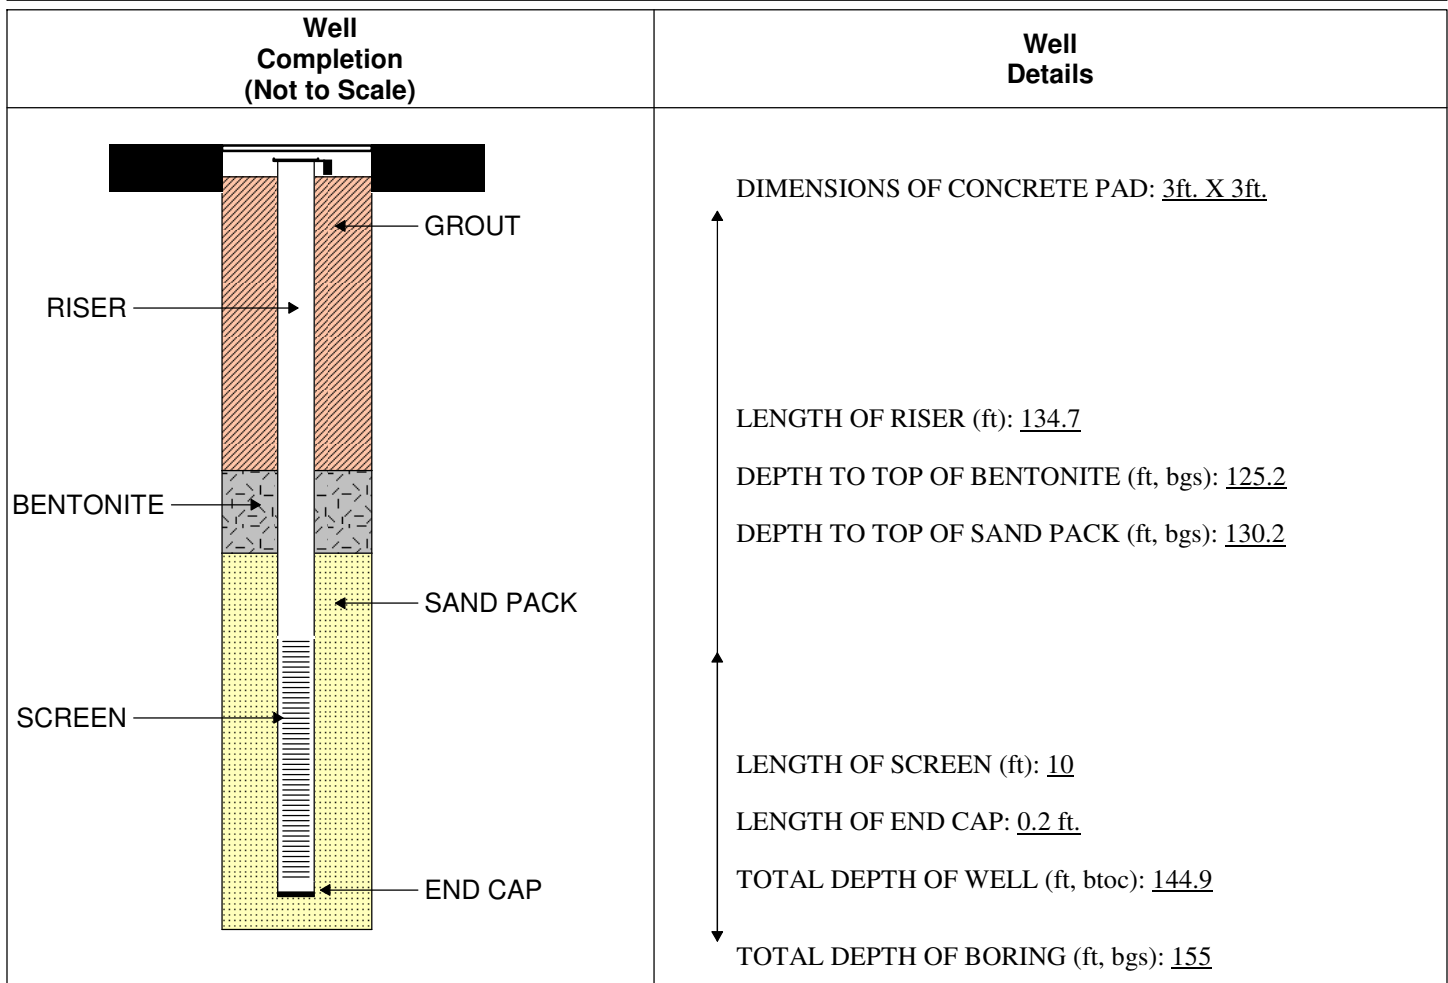 Well
Completion
(Not to Scale)
Well
Details
GROUT
RISER
BENTONITE
SAND PACK
SCREEN
END CAP
DIMENSIONS OF CONCRETE PAD: 3ft. X 3ft.
LENGTH OF RISER (ft): 134.7
DEPTH TO TOP OF BENTONITE (ft, bgs): 125.2
DEPTH TO TOP OF SAND PACK (ft, bgs): 130.2
LENGTH OF SCREEN (ft): 10
LENGTH OF END CAP: 0.2 ft.
TOTAL DEPTH OF WELL (ft, btoc): 144.9
TOTAL DEPTH OF BORING (ft, bgs): 155